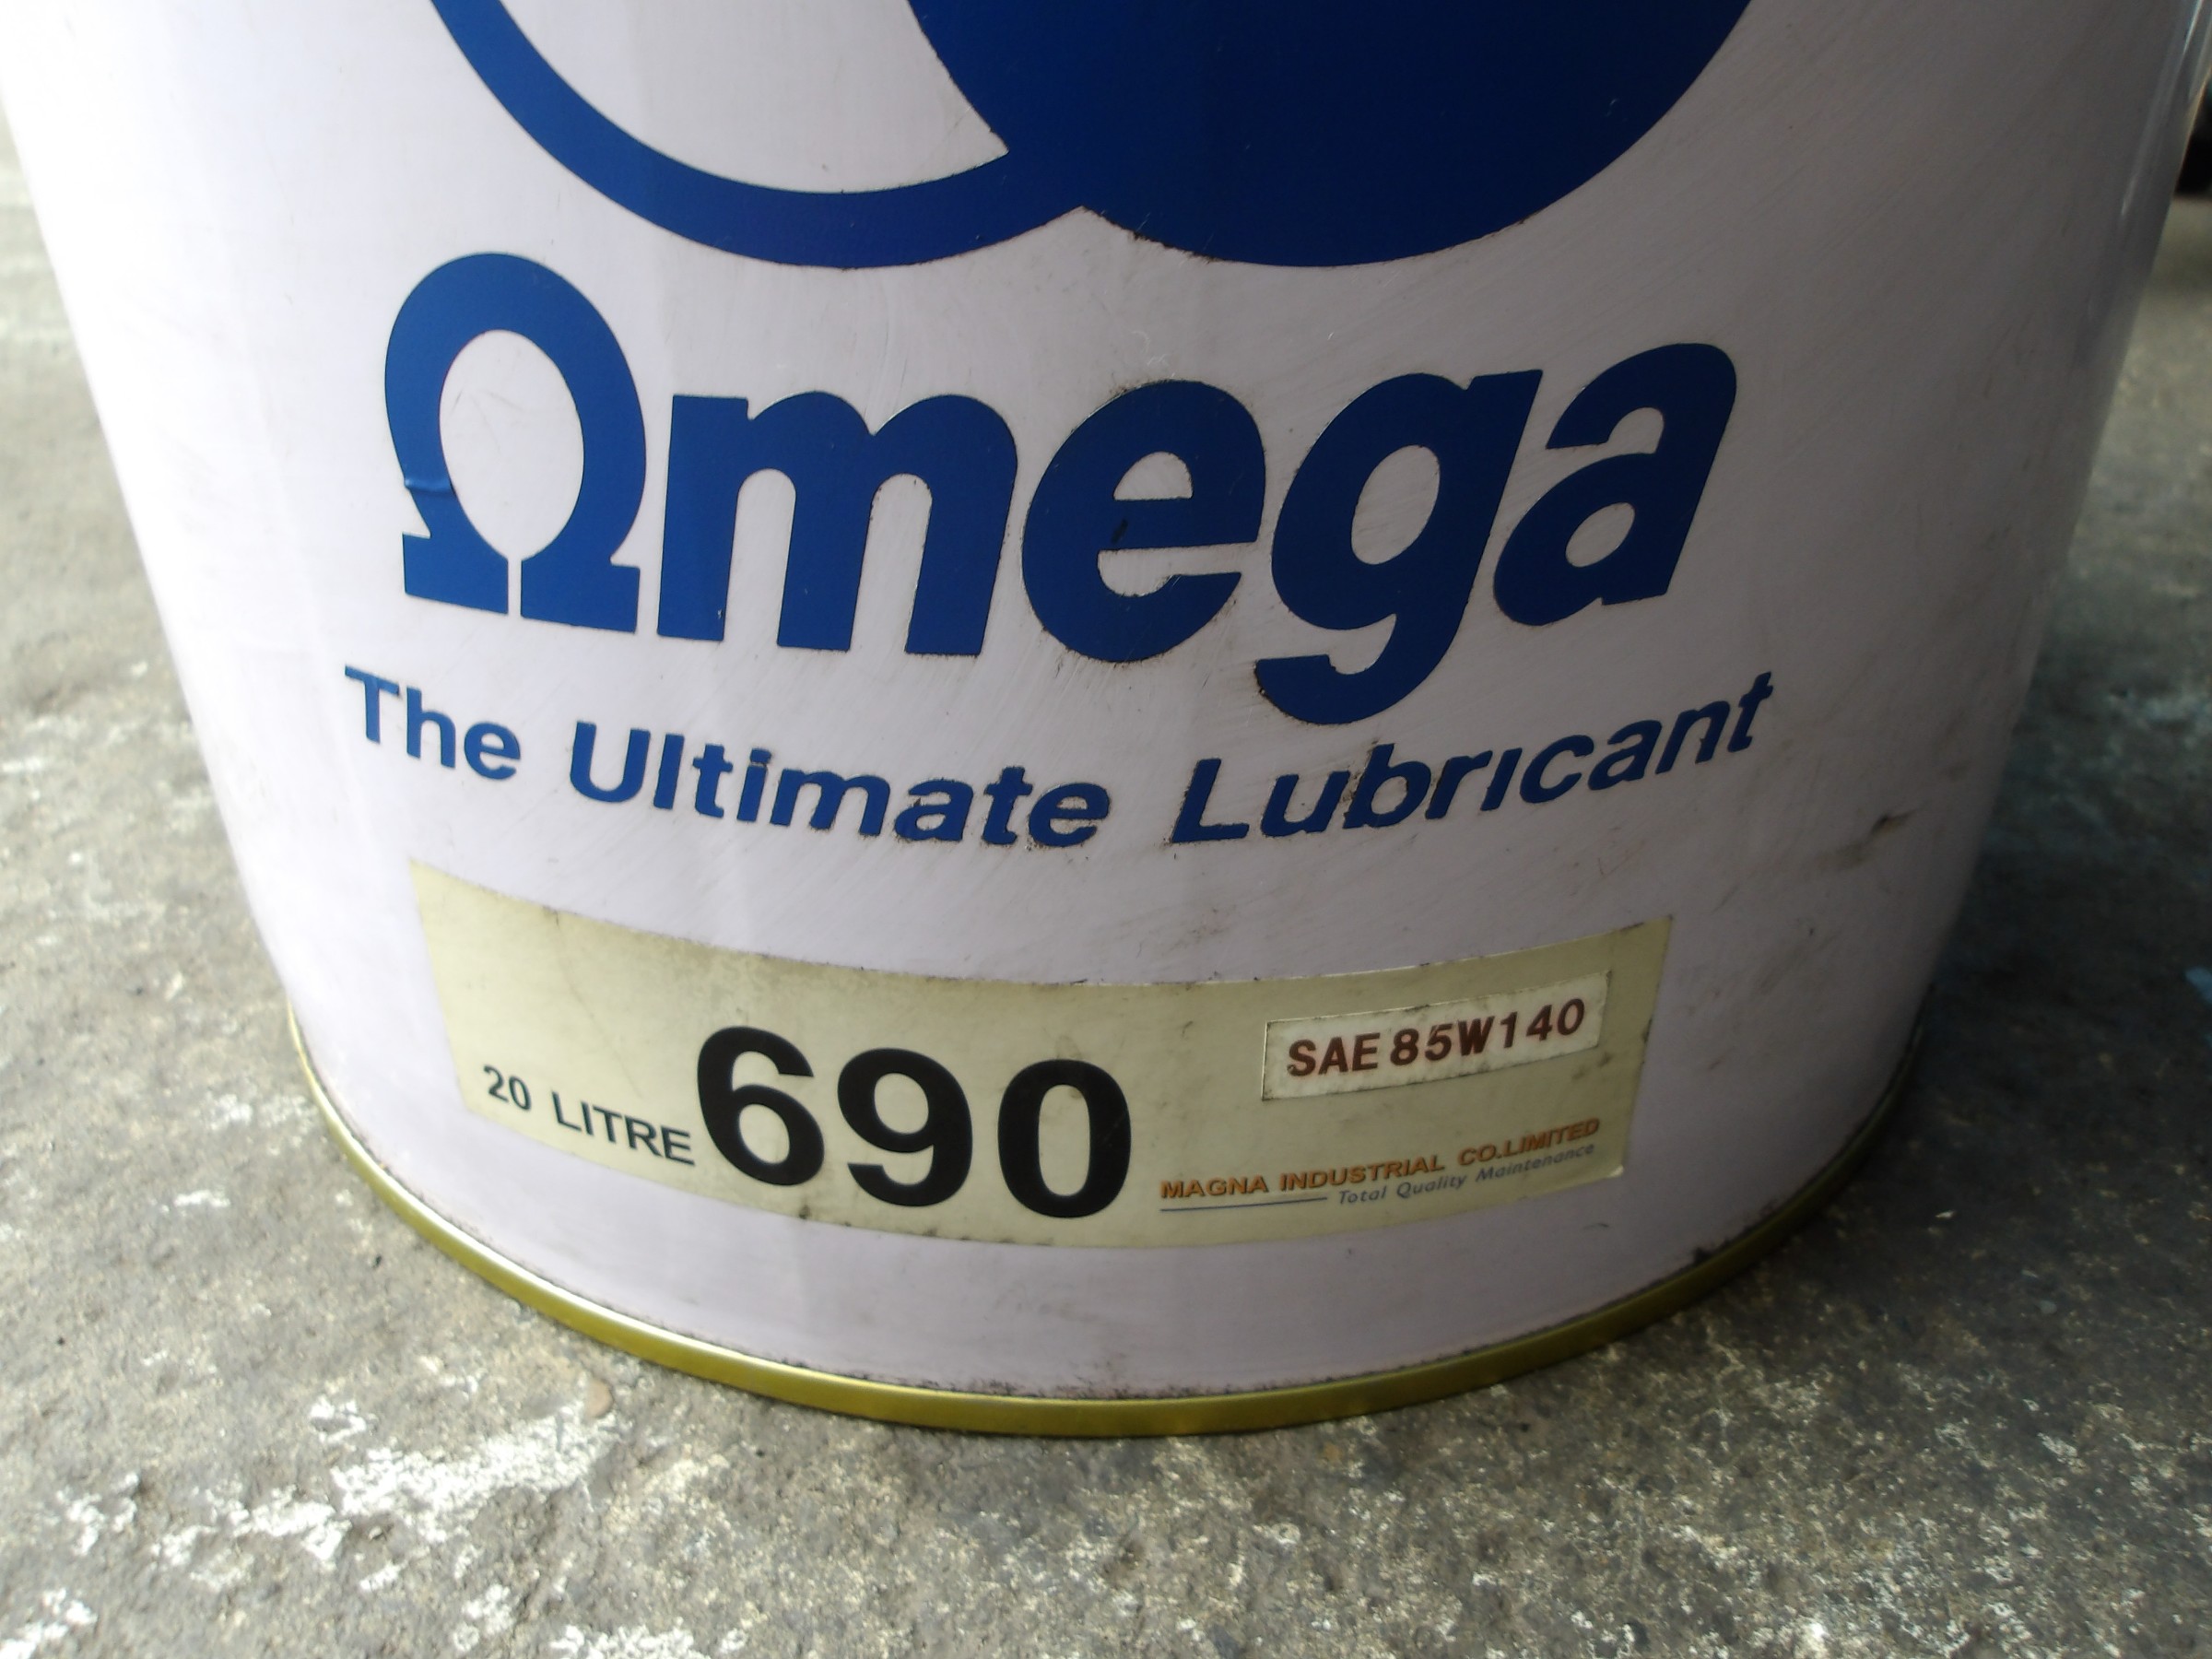 Ωmega
The Ultimate Lubricant
20 LITRE 690 SAE 85W140
MAGNA INDUSTRIAL CO.LIMITED
Total Quality Maintenance